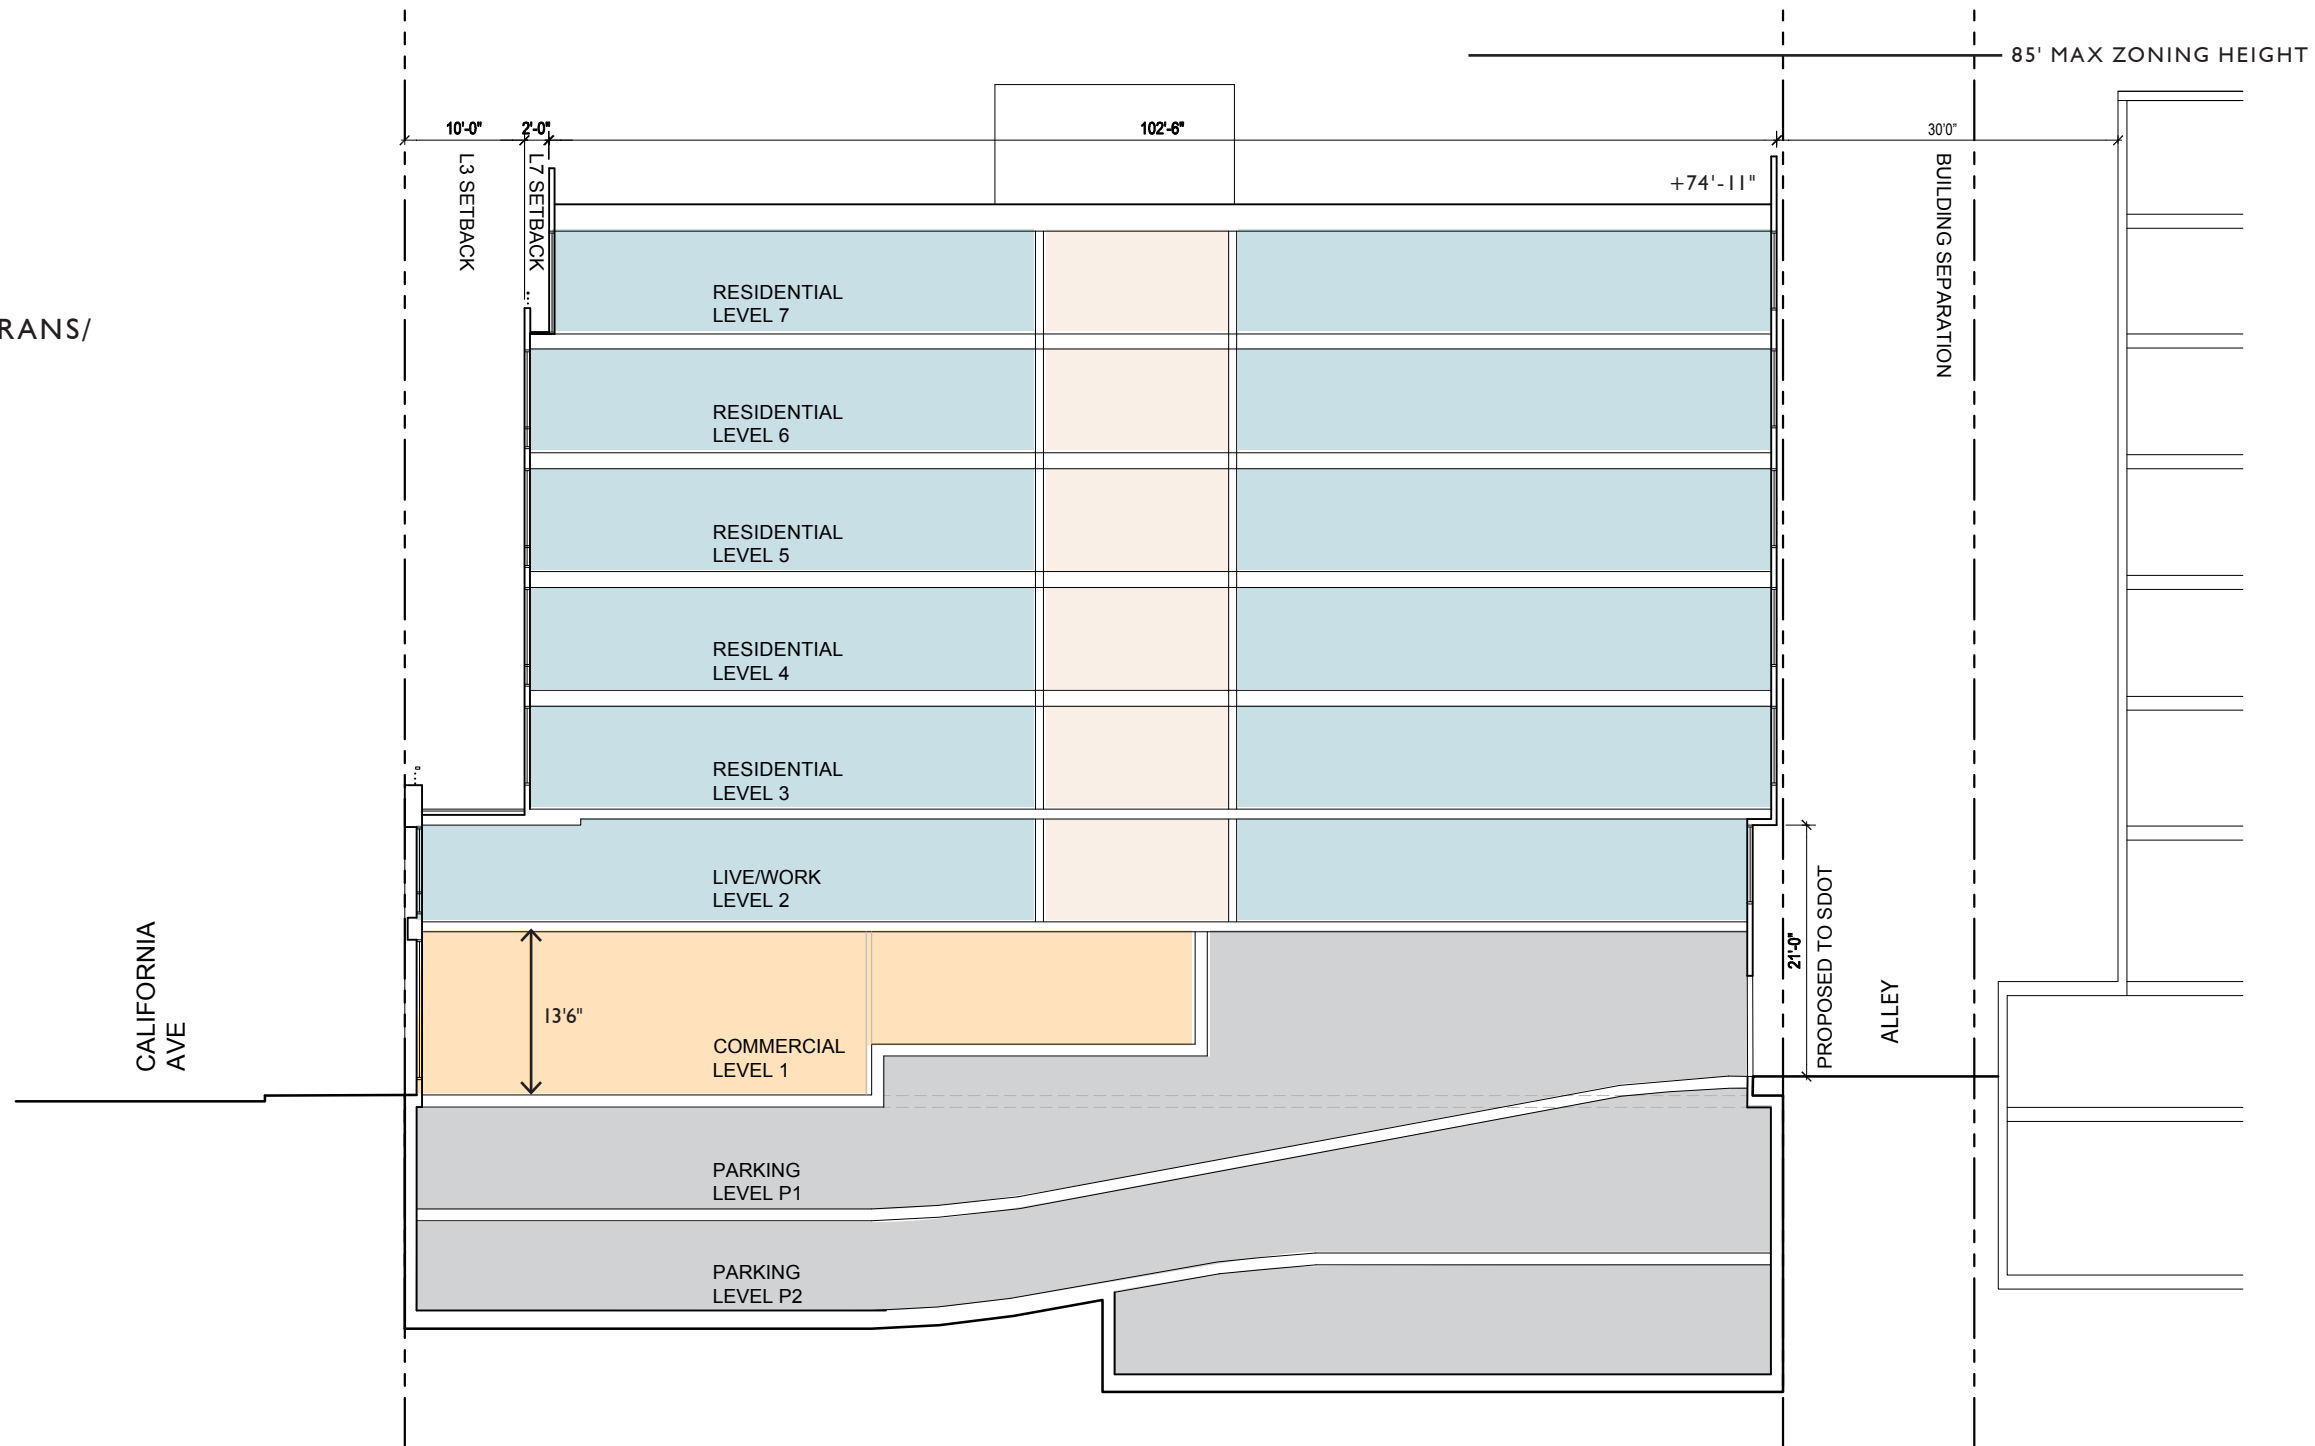 85' MAX ZONING HEIGHT
10'-0"
2'-0"
102'-6"
30'0"
L3 SETBACK
L7 SETBACK
+74'-11"
BUILDING SEPARATION
RANS/
RESIDENTIAL
LEVEL 7
RESIDENTIAL
LEVEL 6
RESIDENTIAL
LEVEL 5
RESIDENTIAL
LEVEL 4
RESIDENTIAL
LEVEL 3
LIVE/WORK
LEVEL 2
21'-0"
PROPOSED TO SDOT
ALLEY
CALIFORNIA
AVE
13'6"
COMMERCIAL
LEVEL 1
PARKING
LEVEL P1
PARKING
LEVEL P2